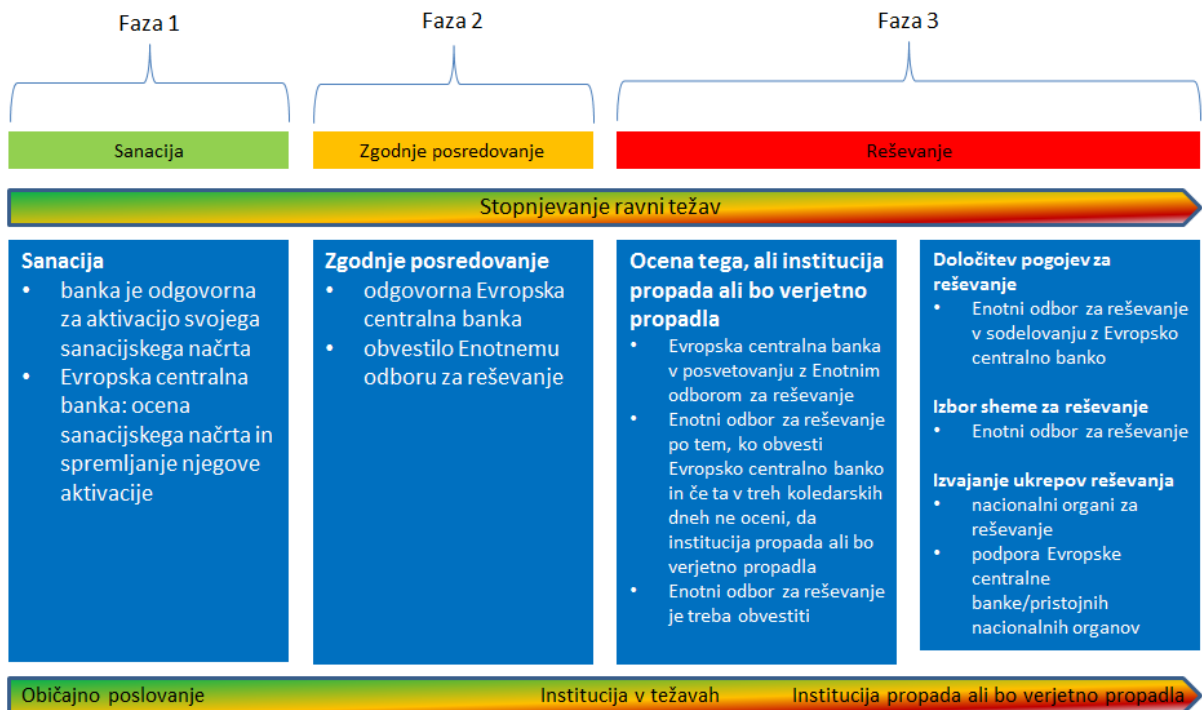 Faza 1
Faza 2
Faza 3
Sanacija
Zgodnje posredovanje
Reševanje
Stopnjevanje ravni težav
Sanacija
• banka je odgovorna
za aktivacijo svojega
sanacijskega načrta
• Evropska centralna
banka: ocena
sanacijskega načrta in
spremljanje njegove
aktivacije
Zgodnje posredovanje
• odgovorna Evropska
centralna banka
• obvestilo Enotnemu
odboru za reševanje
Ocena tega, ali institucija
propada ali bo verjetno
propadla
• Evropska centralna banka
v posvetovanju z Enotnim
odborom za reševanje
• Enotni odbor za reševanje
po tem, ko obvesti
Evropsko centralno banko
in če ta v treh koledarskih
dneh ne oceni, da
institucija propada ali bo
verjetno propadla
• Enotni odbor za reševanje
je treba obvestiti
Določitev pogojev za
reševanje
• Enotni odbor za reševanje
v sodelovanju z Evropsko
centralno banko
Izbor sheme za reševanje
• Enotni odbor za reševanje
Izvajanje ukrepov reševanja
• nacionalni organi za
reševanje
• podpora Evropske
centralne
banke/pristojnih
nacionalnih organov
Običajno poslovanje
Institucija v težavah
Institucija propada ali bo verjetno propadla